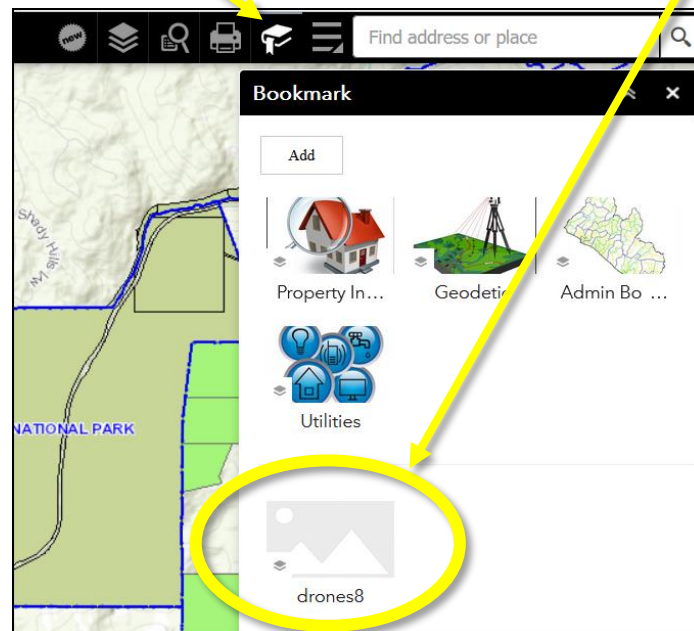 new
Find address or place
Bookmark
Add
Property In...
Geodetic
Admin Bo ...
Utilities
Shady Hills Wy
NATIONAL PARK
drones8